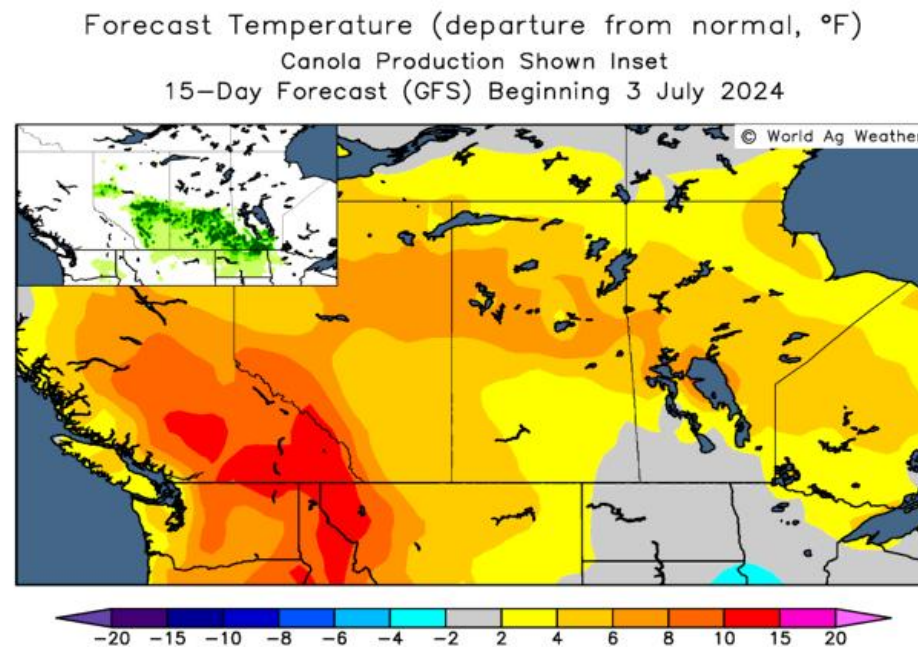 Forecast Temperature (departure from normal, °F)
Canola Production Shown Inset
15-Day Forecast (GFS) Beginning 3 July 2024
© World Ag Weather
-20 -15 -10 -8 -6 -4 -2 2 4 6 8 10 15 20